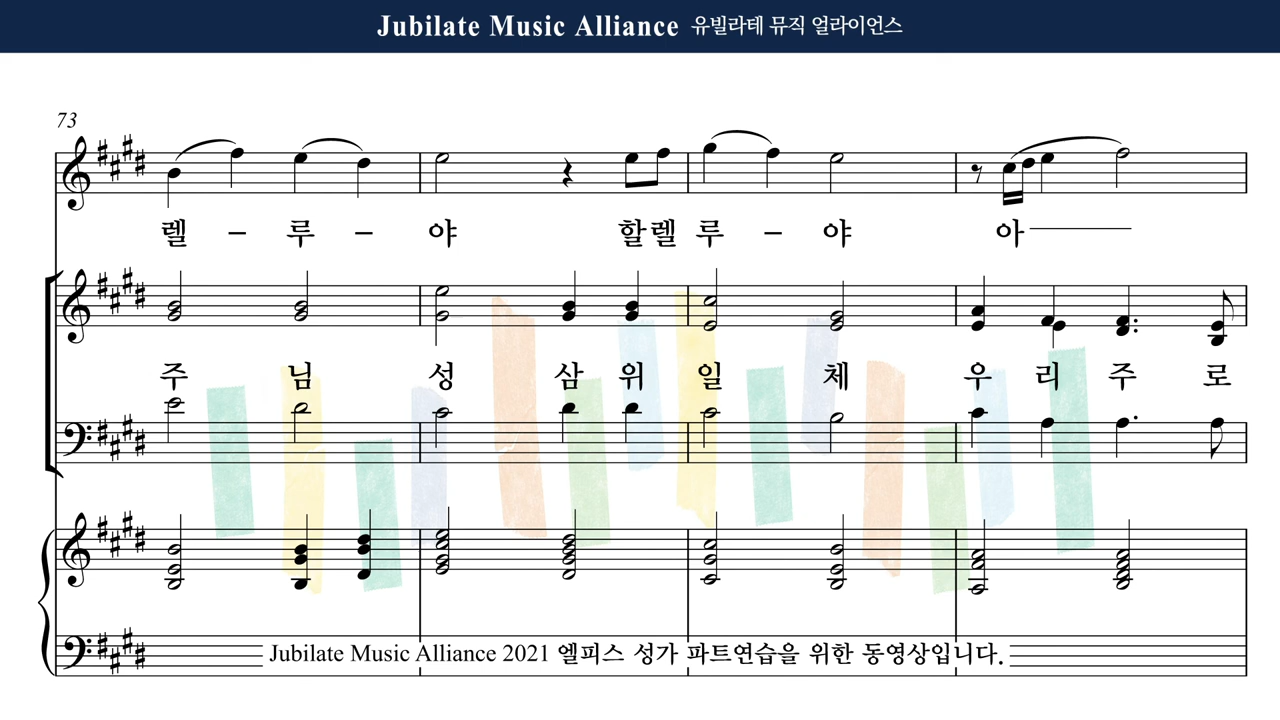 Jubilate Music Alliance 유빌라테 뮤직 얼라이언스
73
렐 - 루 - 야 할렐 루 - 야 아
주 님 성 삼 위 일 체 우 리 주 로
Jubilate Music Alliance 2021 엘피스 성가 파트연습을 위한 동영상입니다.